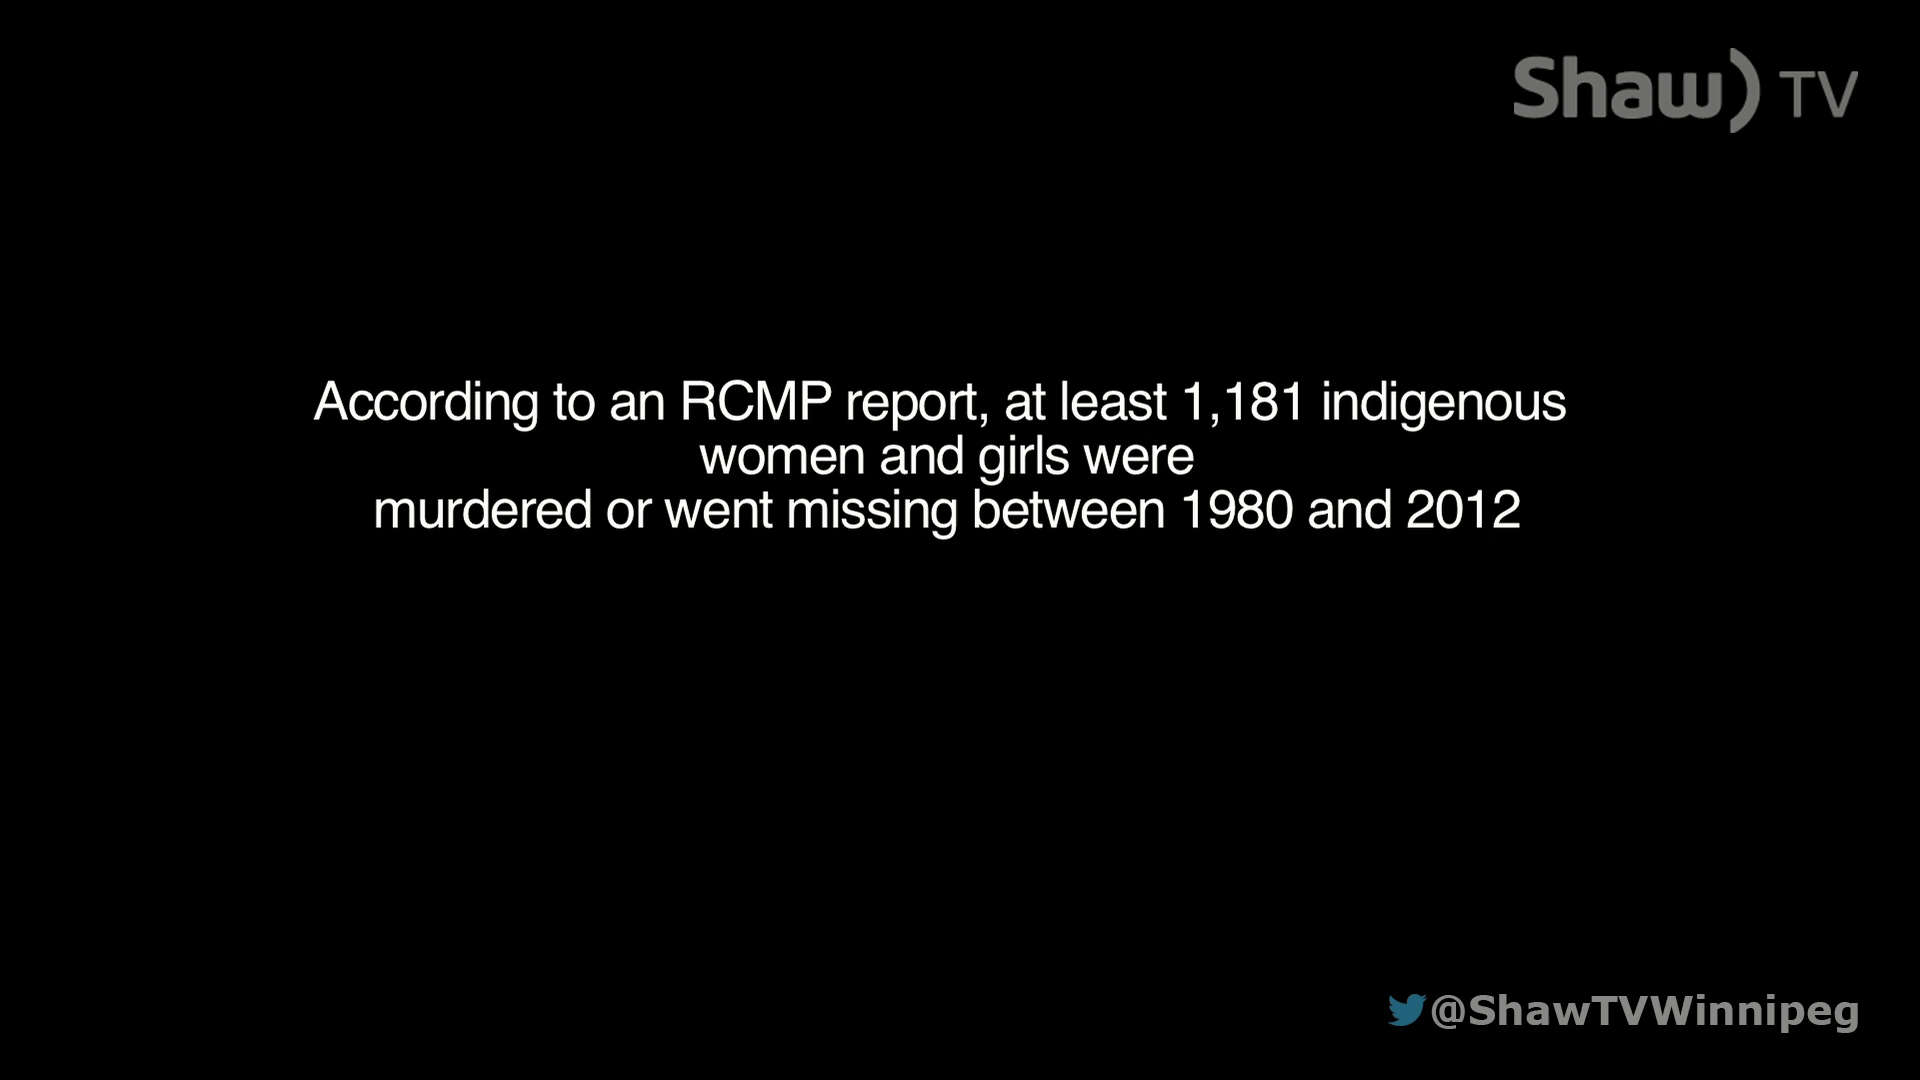 Shaw) TV
According to an RCMP report, at least 1,181 indigenous
women and girls were
murdered or went missing between 1980 and 2012
@ShawTVWinnipeg